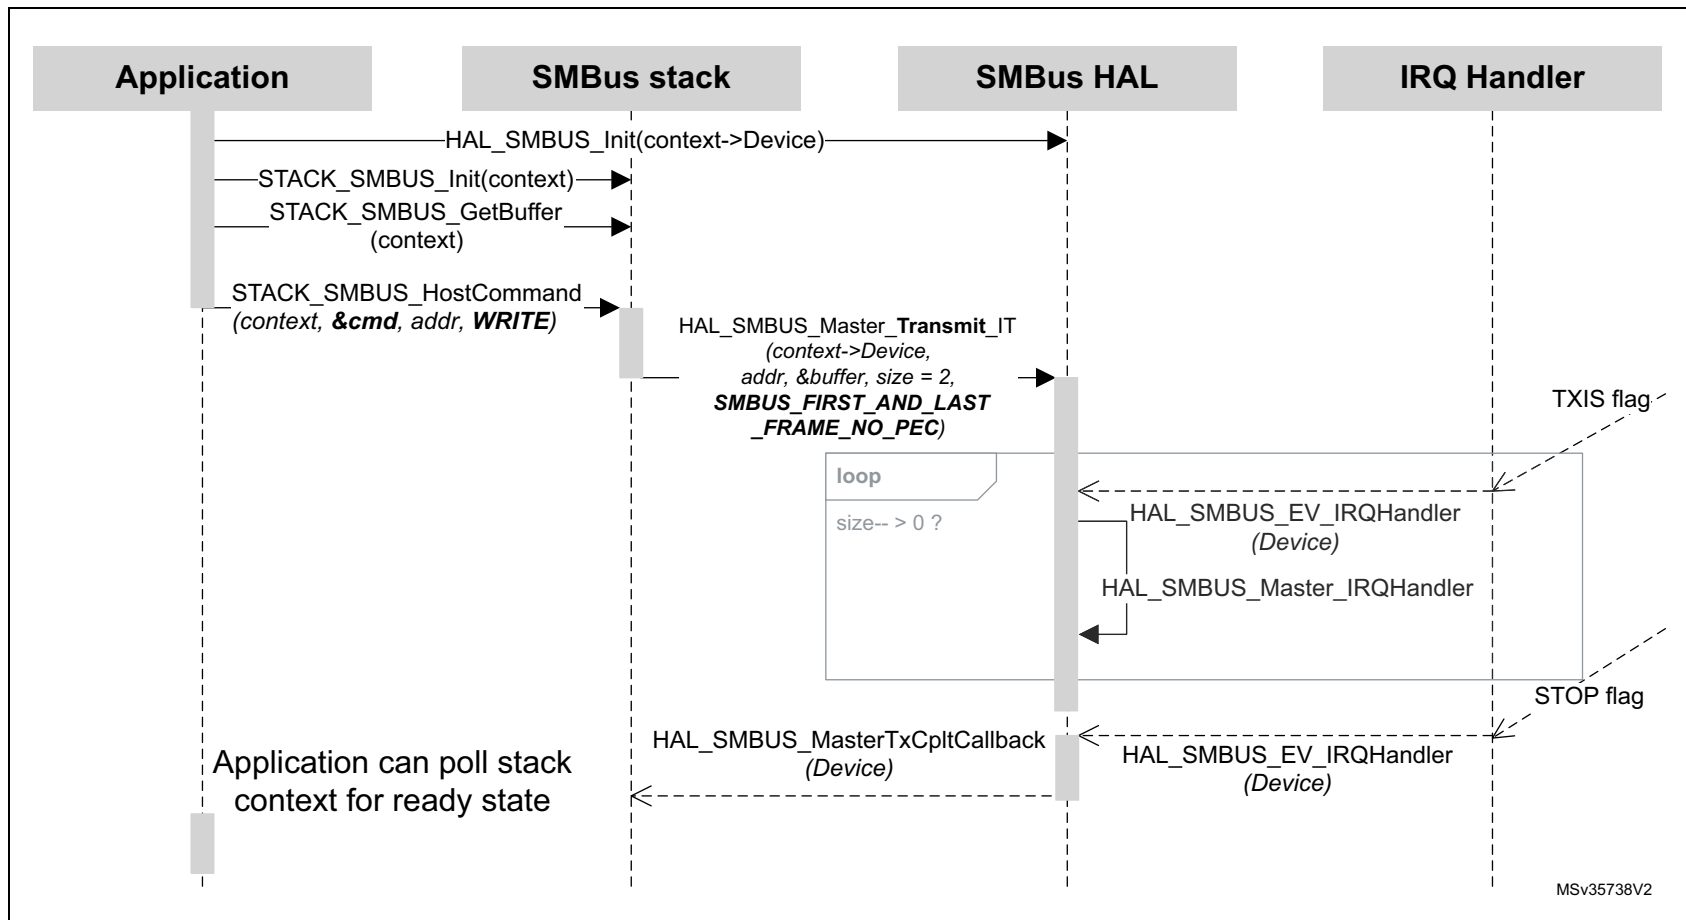 Application
SMBus stack
SMBus HAL
IRQ Handler
HAL_SMBUS_Init(context->Device)
STACK_SMBUS_Init(context)
STACK_SMBUS_GetBuffer
(context)
STACK_SMBUS_HostCommand
(context, &cmd, addr, WRITE)
HAL_SMBUS_Master_Transmit_IT
(context->Device,
addr, &buffer, size = 2,
SMBUS_FIRST_AND_LAST
_FRAME_NO_PEC)
TXIS flag
loop
size-- > 0 ?
HAL_SMBUS_EV_IRQHandler
(Device)
HAL_SMBUS_Master_IRQHandler
STOP flag
HAL_SMBUS_MasterTxCpltCallback
(Device)
HAL_SMBUS_EV_IRQHandler
(Device)
Application can poll stack
context for ready state
MSv35738V2